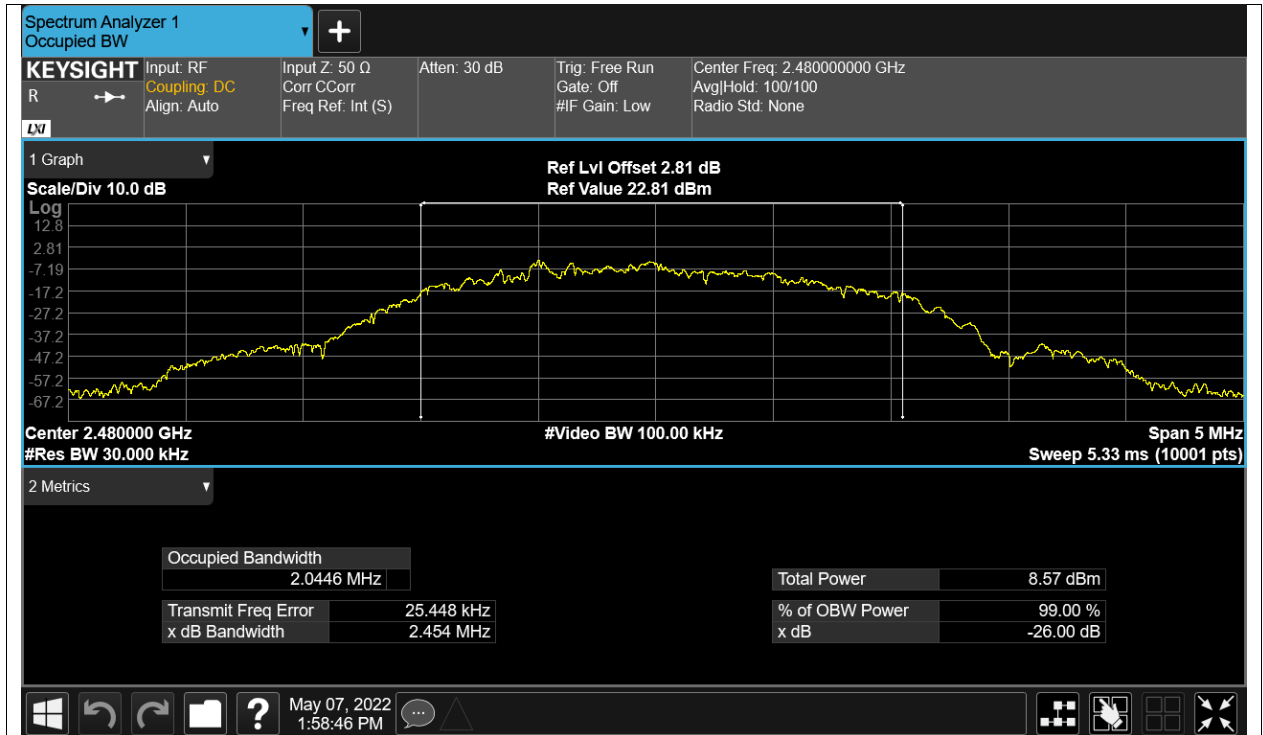 Spectrum Analyzer 1
Occupied BW
▼
+
KEYSIGHT
R
LXI
Input: RF
Coupling: DC
Align: Auto
Input Z: 50 Ω
Corr CCorr
Freq Ref: Int (S)
Atten: 30 dB
Trig: Free Run
Gate: Off
#IF Gain: Low
Center Freq: 2.480000000 GHz
Avg|Hold: 100/100
Radio Std: None
1 Graph
Scale/Div 10.0 dB
Ref Lvl Offset 2.81 dB
Ref Value 22.81 dBm
Log
12.8
2.81
-7.19
-17.2
-27.2
-37.2
-47.2
-57.2
-67.2
Center 2.480000 GHz
#Res BW 30.000 kHz
#Video BW 100.00 kHz
Span 5 MHz
Sweep 5.33 ms (10001 pts)
2 Metrics
Occupied Bandwidth
2.0446 MHz
Transmit Freq Error 25.448 kHz
x dB Bandwidth 2.454 MHz
Total Power 8.57 dBm
% of OBW Power 99.00 %
x dB -26.00 dB
?
May 07, 2022
1:58:46 PM